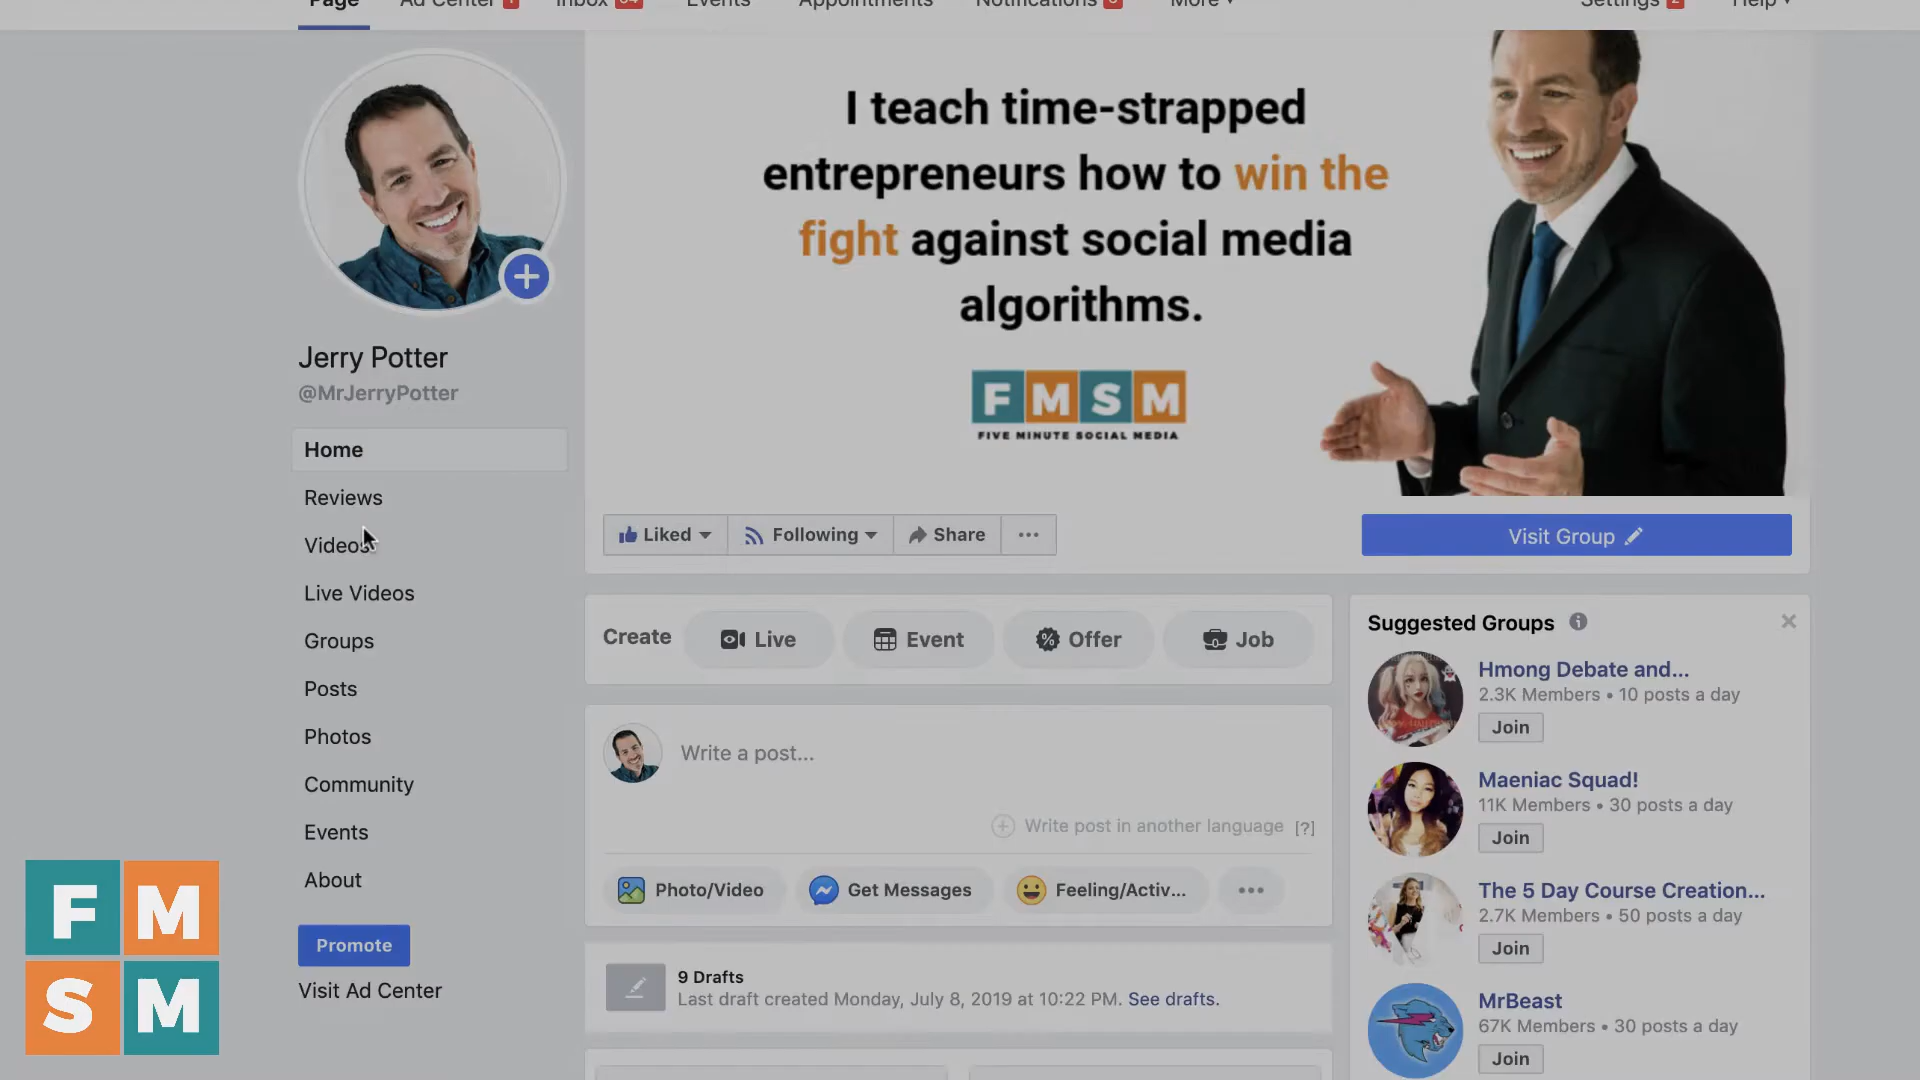 Page Ad Center Inbox Events Appointments Notifications More Settings Help
I teach time-strapped
entrepreneurs how to win the
fight against social media
algorithms.
FMSM
FIVE MINUTE SOCIAL MEDIA
Jerry Potter
@MrJerryPotter
Home
Reviews
Videos
Live Videos
Groups
Posts
Photos
Community
Events
About
Promote
Visit Ad Center
Liked Following Share
Visit Group
Create Live Event Offer Job
Write a post...
Write post in another language [?]
Photo/Video Get Messages Feeling/Activ...
9 Drafts
Last draft created Monday, July 8, 2019 at 10:22 PM. See drafts.
Suggested Groups
Hmong Debate and...
2.3K Members • 10 posts a day
Join
Maeniac Squad!
11K Members • 30 posts a day
Join
The 5 Day Course Creation...
2.7K Members • 50 posts a day
Join
MrBeast
67K Members • 30 posts a day
Join
F M
S M